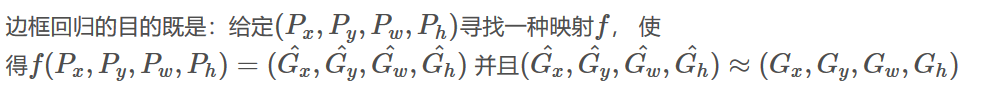 边框回归的目的既是：给定(P_x, P_y, P_w, P_h)寻找一种映射f， 使
得f(P_x, P_y, P_w, P_h) = (Ĝ_x, Ĝ_y, Ĝ_w, Ĝ_h) 并且(Ĝ_x, Ĝ_y, Ĝ_w, Ĝ_h) ≈ (G_x, G_y, G_w, G_h)